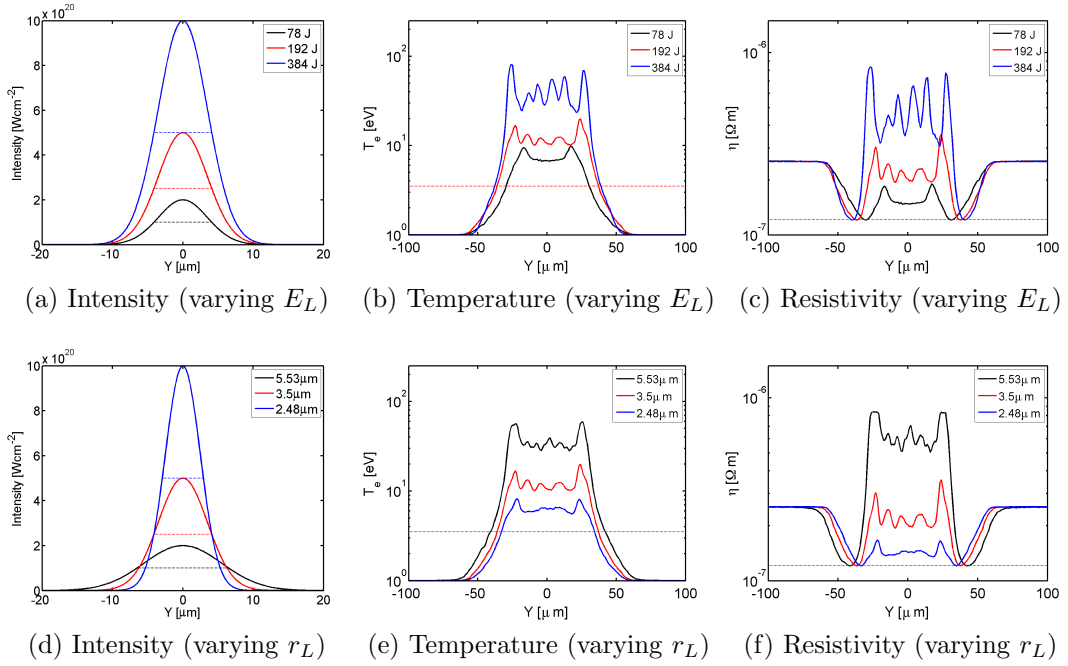 x 10^20
Intensity [Wcm^-2]
10
8
6
4
2
0
-20 -10 0 10 20
Y [μm]
78 J
192 J
384 J
(a) Intensity (varying E_L)
T_e [eV]
10^2
10^1
10^0
-100 -50 0 50 100
Y [μ m]
78 J
192 J
384 J
(b) Temperature (varying E_L)
η [Ω m]
10^-6
10^-7
-100 -50 0 50 100
Y [μ m]
78 J
192 J
384 J
(c) Resistivity (varying E_L)
x 10^20
Intensity [Wcm^-2]
10
8
6
4
2
0
-20 -10 0 10 20
Y [μm]
5.53μm
3.5μm
2.48μm
(d) Intensity (varying r_L)
T_e [eV]
10^2
10^1
10^0
-100 -50 0 50 100
Y [μ m]
5.53μ m
3.5μ m
2.48μ m
(e) Temperature (varying r_L)
η [Ω m]
10^-6
10^-7
-100 -50 0 50 100
Y [μ m]
5.53μ m
3.5μ m
2.48μ m
(f) Resistivity (varying r_L)